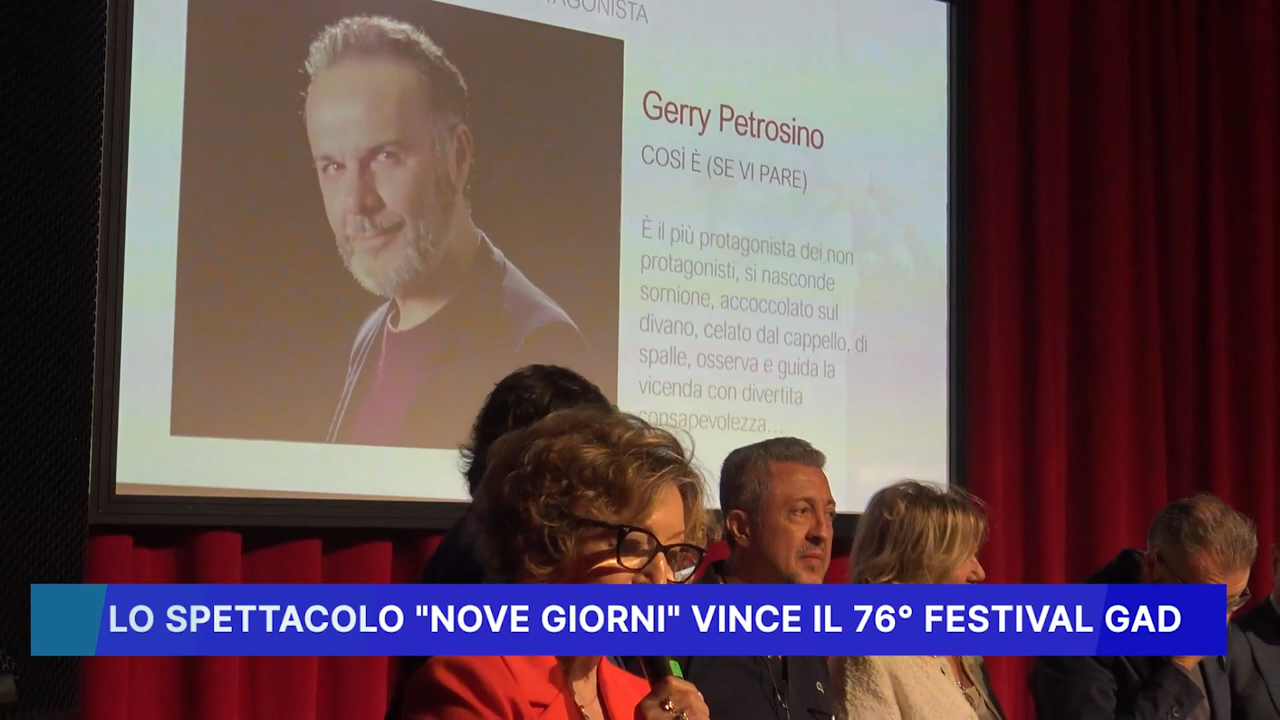 Gerry Petrosino
COSÌ È (SE VI PARE)
È il più protagonista dei non
protagonisti, si nasconde
sornione, accoccolato sul
divano, celato dal cappello, di
spalle, osserva e guida la
vicenda con divertita
consapevolezza...
LO SPETTACOLO "NOVE GIORNI" VINCE IL 76° FESTIVAL GAD